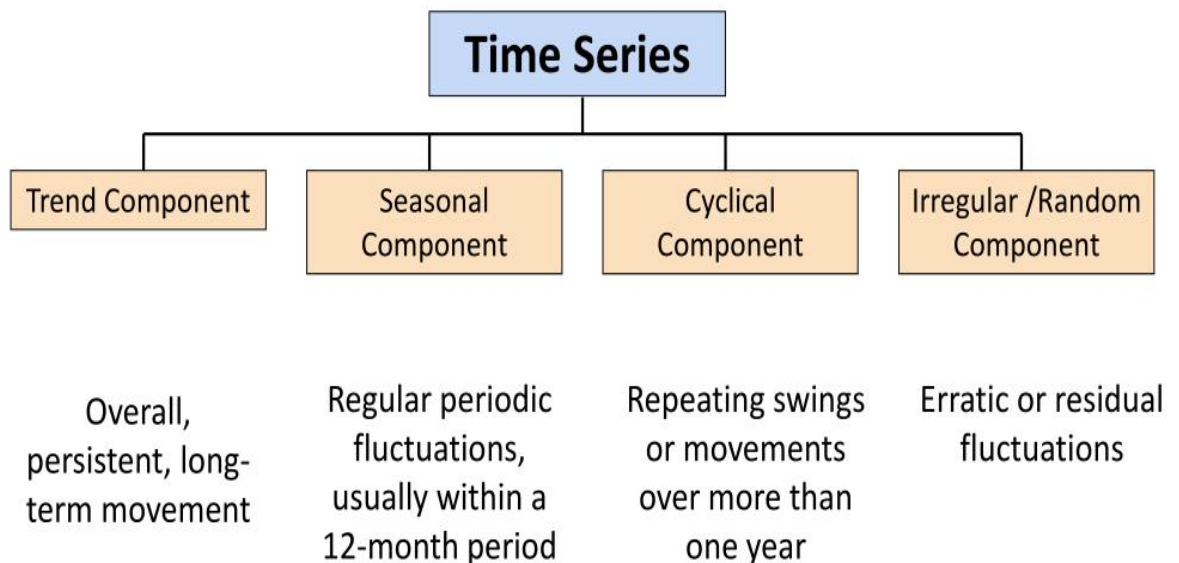 Time Series
Trend Component
Seasonal
Component
Cyclical
Component
Irregular /Random
Component
Overall,
persistent, long-
term movement
Regular periodic
fluctuations,
usually within a
12-month period
Repeating swings
or movements
over more than
one year
Erratic or residual
fluctuations